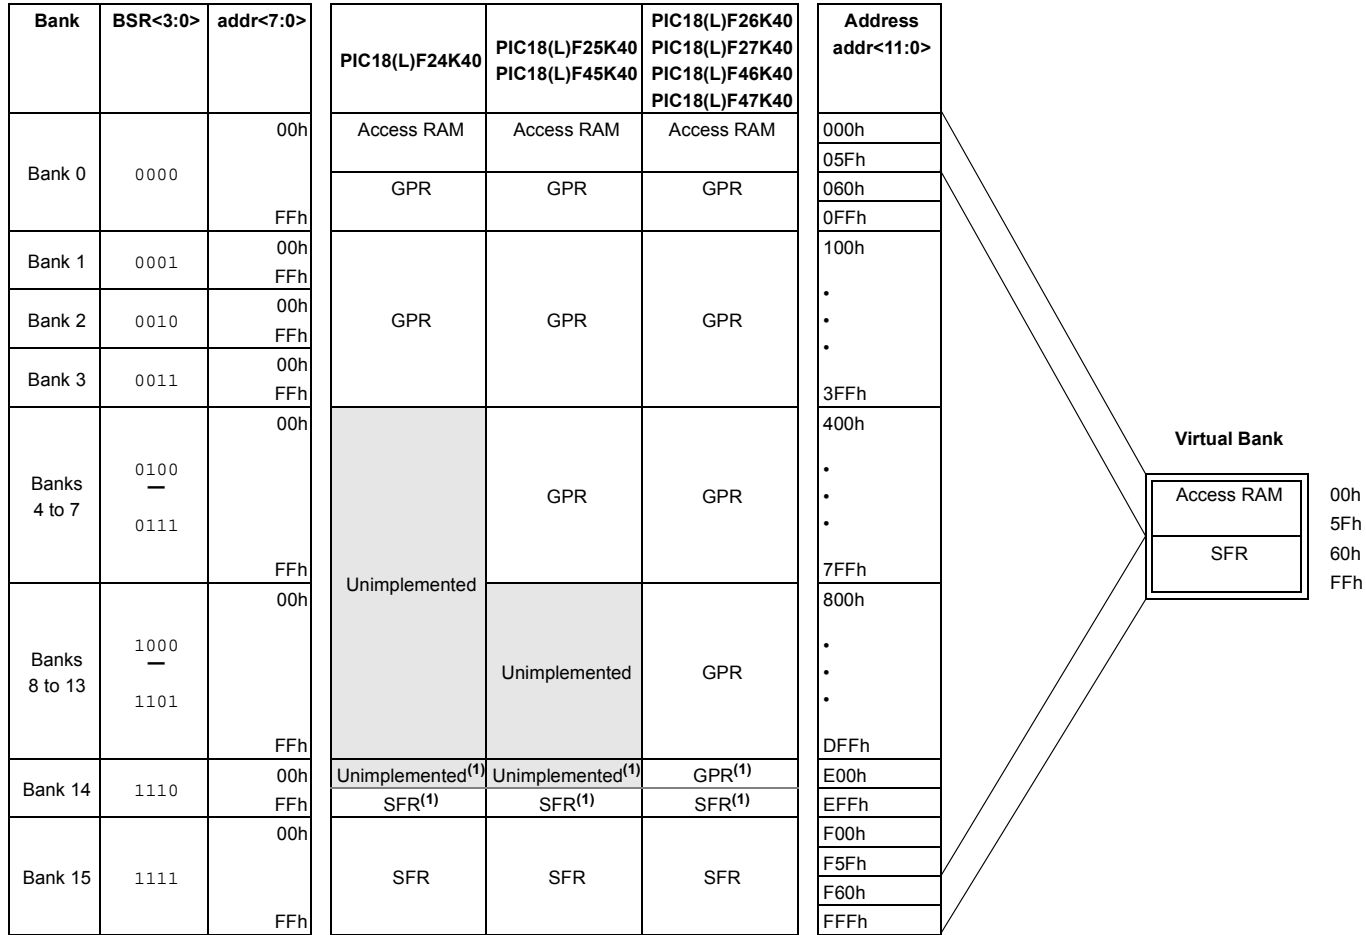 Bank BSR<3:0> addr<7:0> PIC18(L)F24K40 PIC18(L)F25K40 PIC18(L)F45K40 PIC18(L)F26K40 PIC18(L)F27K40 PIC18(L)F46K40 PIC18(L)F47K40 Address addr<11:0>
Bank 0 0000 00h Access RAM Access RAM Access RAM 000h
05Fh
GPR GPR GPR 060h
FFh 0FFh
Bank 1 0001 00h 100h
FFh •
Bank 2 0010 00h GPR GPR GPR •
FFh •
Bank 3 0011 00h
FFh 3FFh
Banks 4 to 7 00h 400h
0100 •
— GPR GPR •
0111 •
FFh 7FFh
Unimplemented
Banks 8 to 13 00h 800h
1000 •
— Unimplemented GPR •
1101 •
FFh DFFh
Bank 14 1110 00h Unimplemented(1) Unimplemented(1) GPR(1) E00h
FFh SFR(1) SFR(1) SFR(1) EFFh
Bank 15 1111 00h F00h
F5Fh
SFR SFR SFR F60h
FFh FFFh
Virtual Bank
Access RAM 00h
5Fh
SFR 60h
FFh